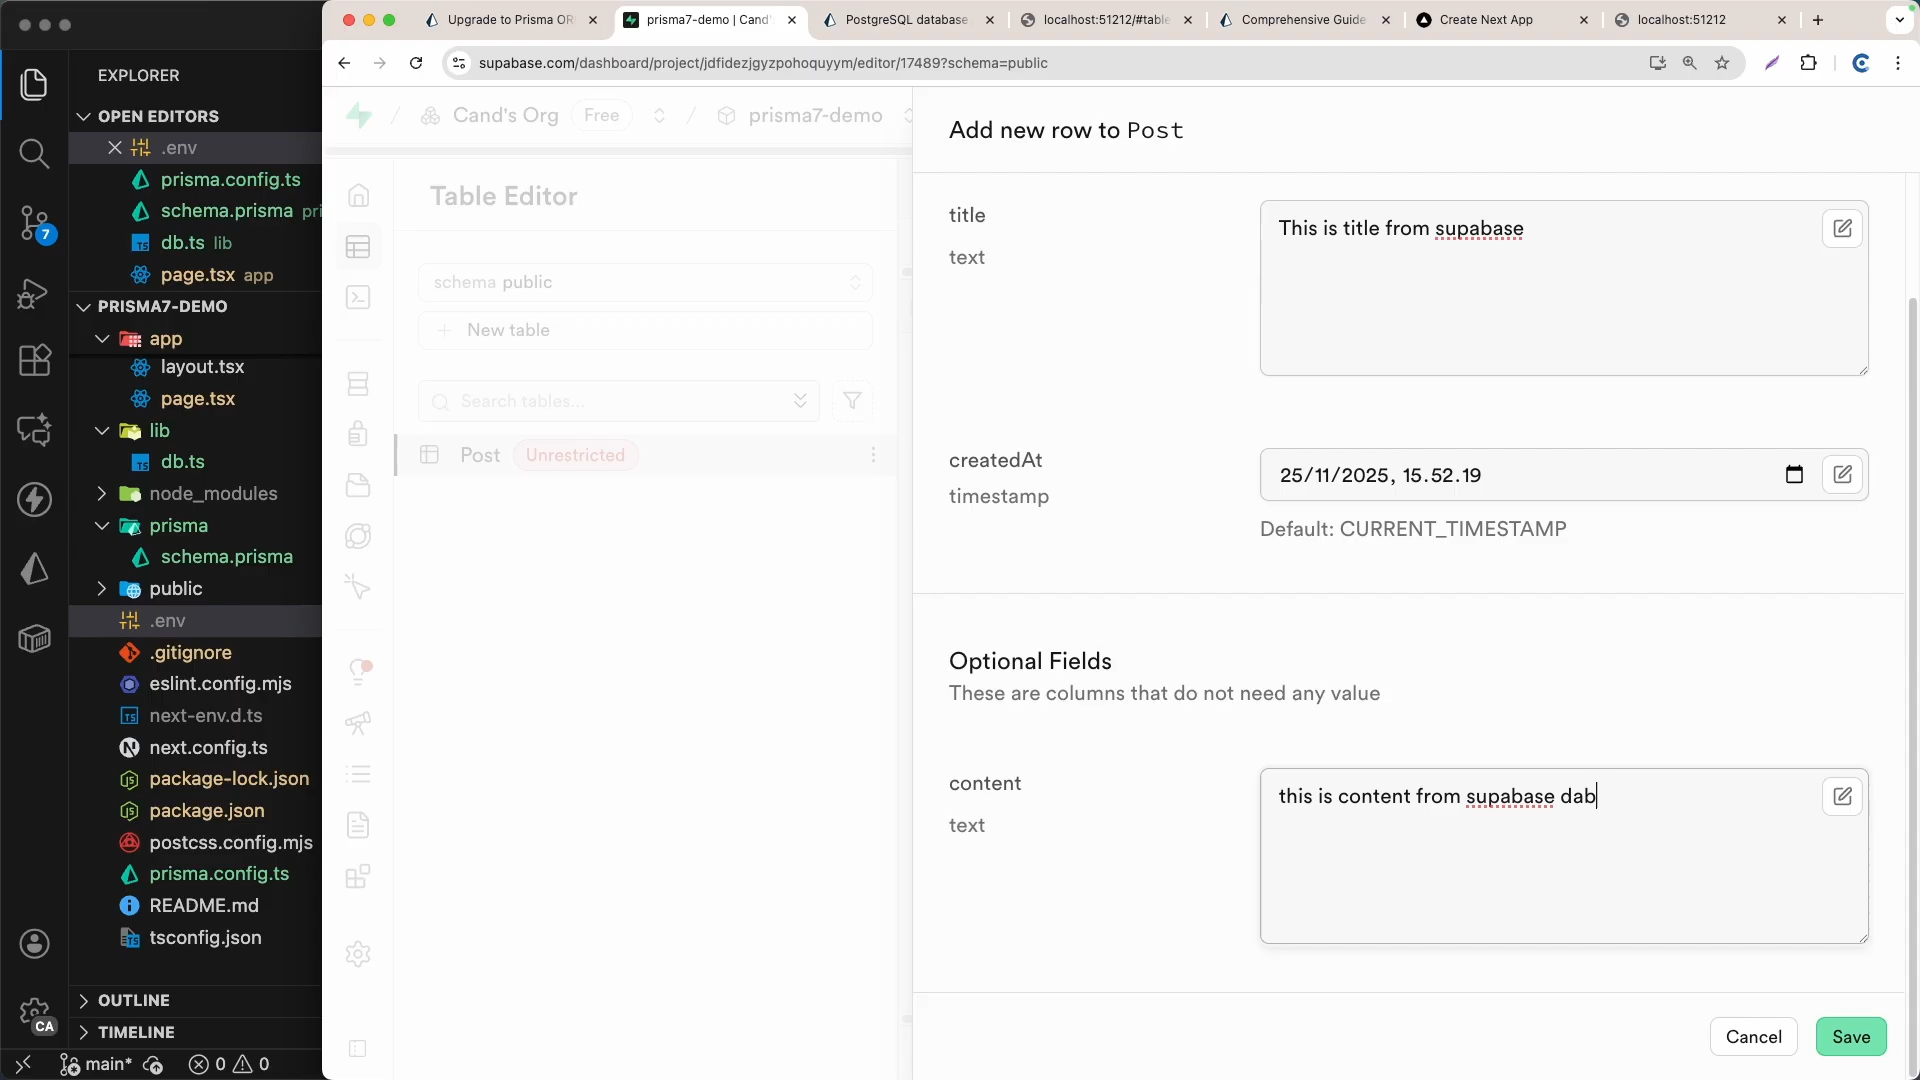 EXPLORER
OPEN EDITORS
.env
prisma.config.ts
schema.prisma pri
db.ts lib
page.tsx app
PRISMA7-DEMO
app
layout.tsx
page.tsx
lib
db.ts
node_modules
prisma
schema.prisma
public
.env
.gitignore
eslint.config.mjs
next-env.d.ts
next.config.ts
package-lock.json
package.json
postcss.config.mjs
prisma.config.ts
README.md
tsconfig.json
OUTLINE
TIMELINE
7
CA
main* 0 0
Upgrade to Prisma OR
prisma7-demo | Cand'
PostgreSQL database
localhost:51212/#table
Comprehensive Guide
Create Next App
localhost:51212
supabase.com/dashboard/project/jdfidezjgyzpohoquyym/editor/17489?schema=public
Cand's Org Free / prisma7-demo
Table Editor
schema public
New table
Search tables...
Post Unrestricted
Add new row to Post
title
text
This is title from supabase
createdAt
timestamp
25/11/2025, 15.52.19
Default: CURRENT_TIMESTAMP
Optional Fields
These are columns that do not need any value
content
text
this is content from supabase dab
Cancel
Save